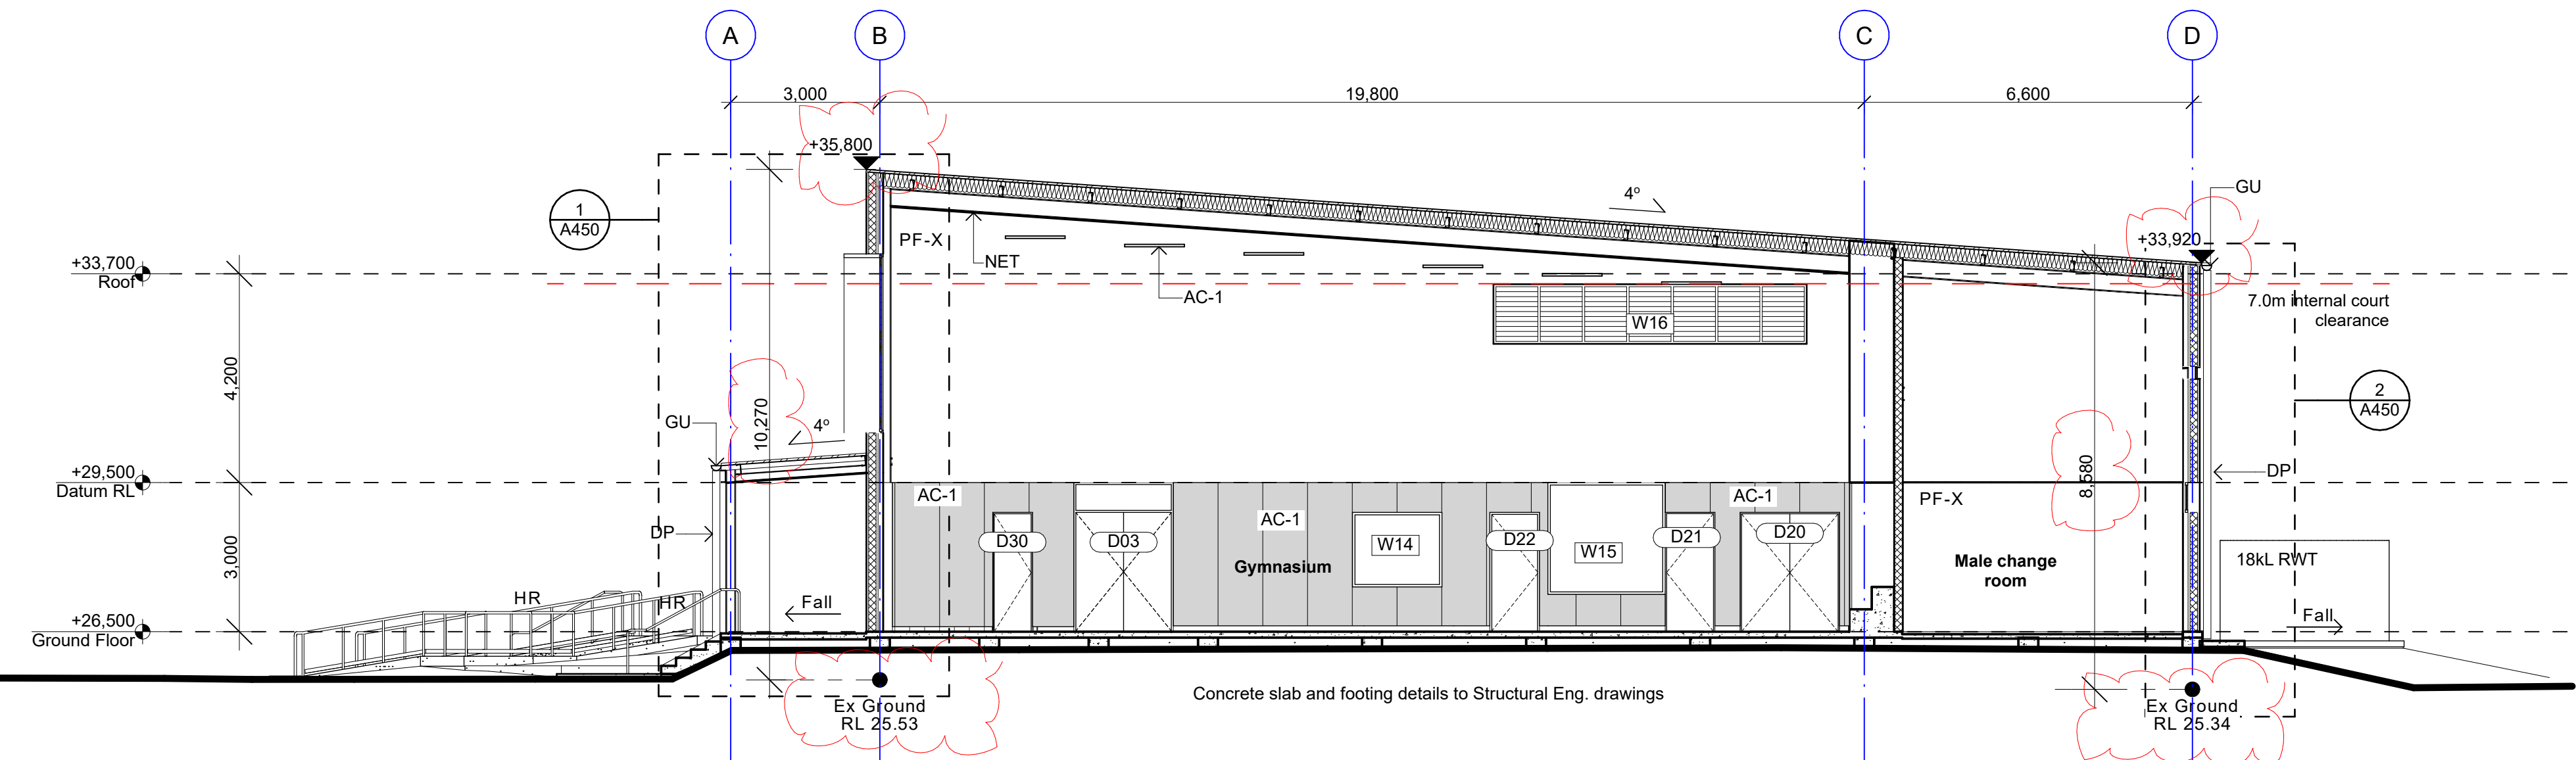 A
B
C
D
3,000
19,800
6,600
+35,800
1
A450
4º
GU
+33,920
PF-X
NET
AC-1
+33,700
Roof
7.0m internal court
clearance
W16
4,200
10,270
GU
4º
2
A450
+29,500
Datum RL
DP
8,580
AC-1
AC-1
AC-1
PF-X
DP
3,000
D30
D03
W14
D22
W15
D21
D20
Gymnasium
Male change
room
18kL RWT
HR
HR
Fall
Fall
+26,500
Ground Floor
Concrete slab and footing details to Structural Eng. drawings
Ex Ground
RL 25.53
Ex Ground
RL 25.34